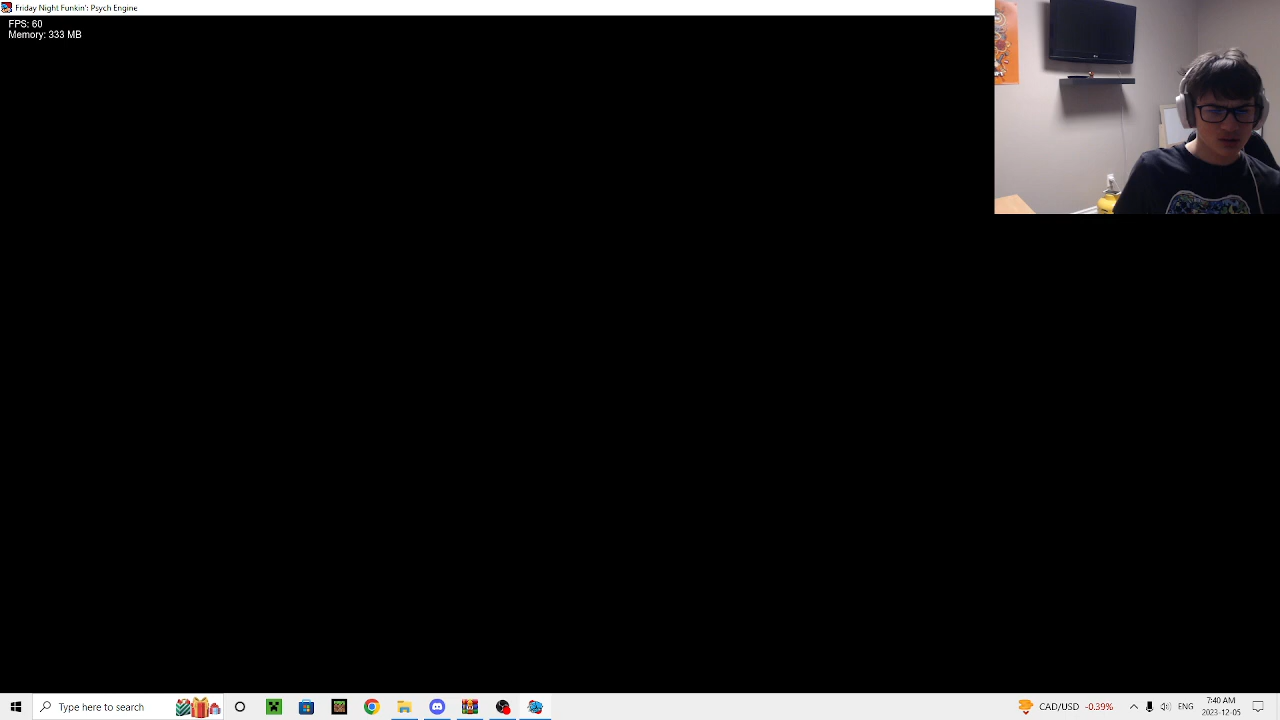 Friday Night Funkin': Psych Engine
FPS: 60
Memory: 333 MB
Type here to search
CAD/USD -0.39%
ENG
7:40 AM
2023-12-05